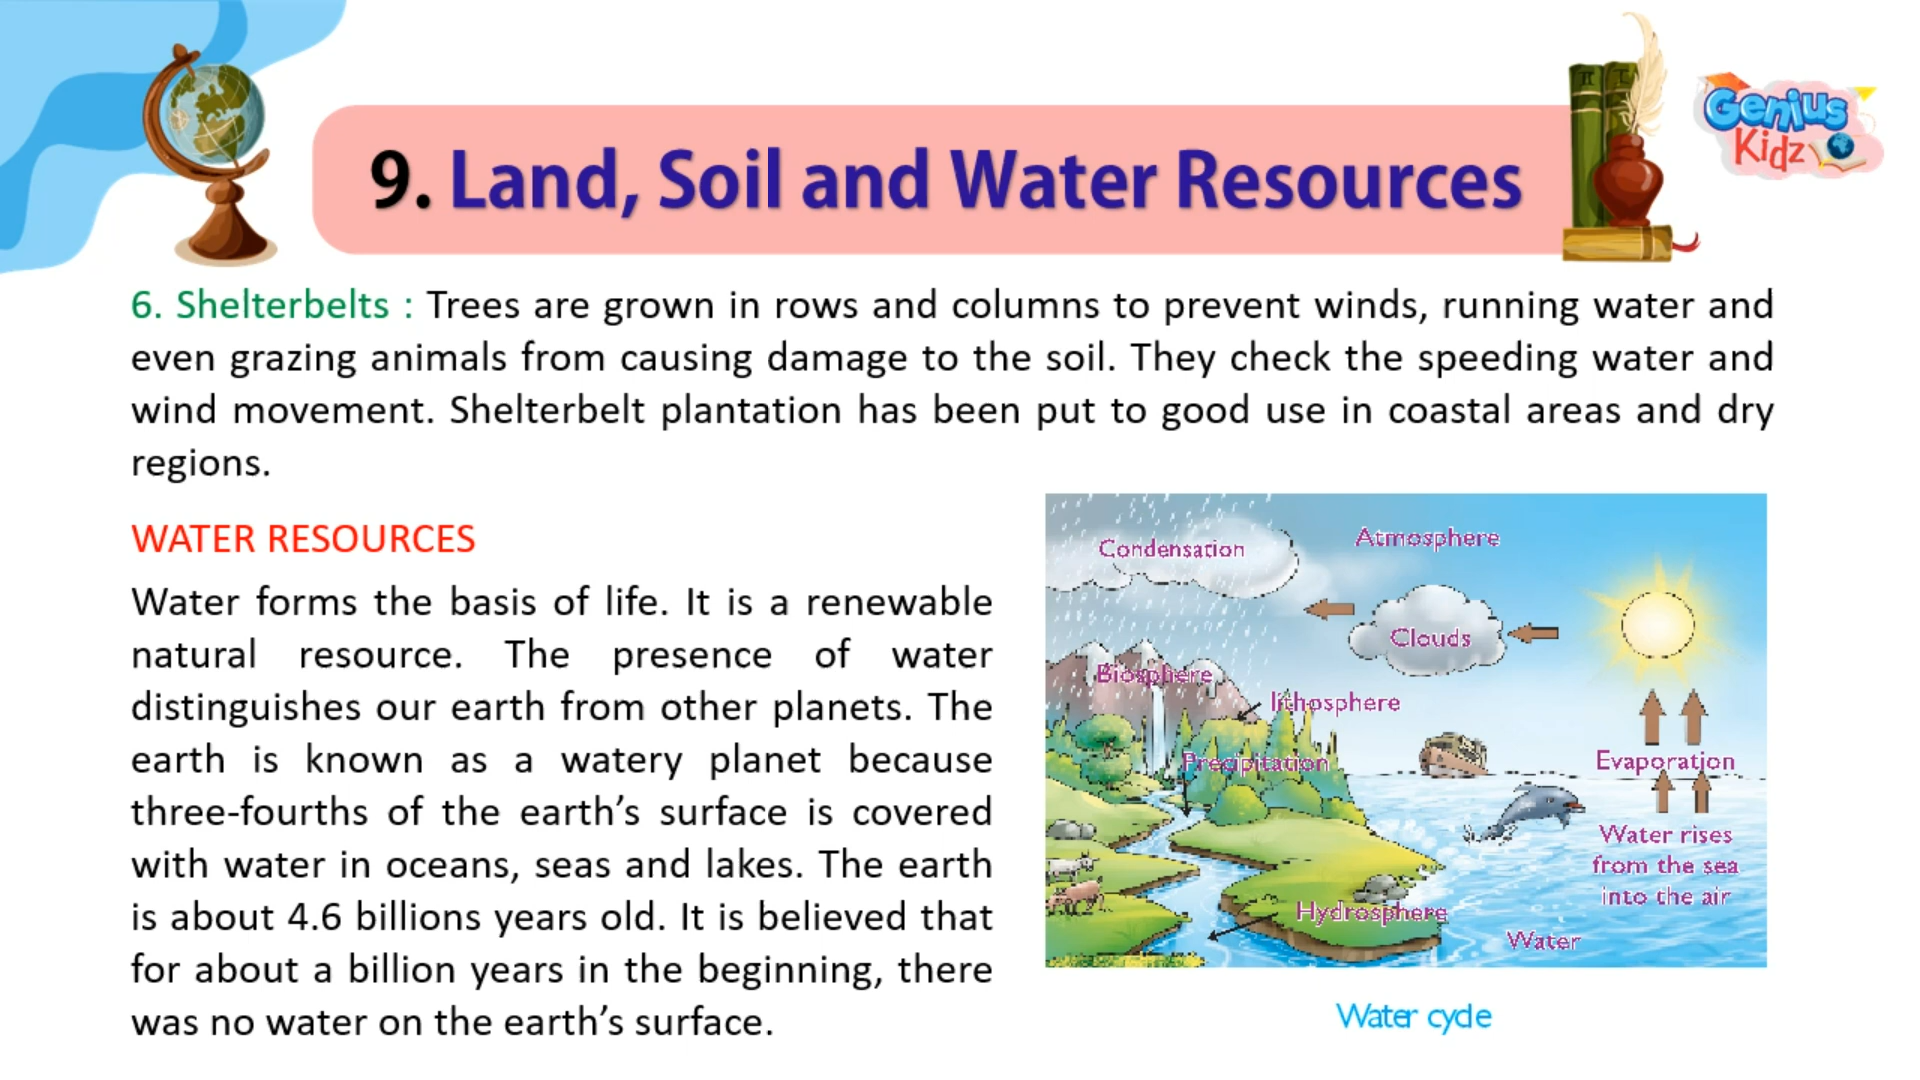 Genius
Kidz
9. Land, Soil and Water Resources
6. Shelterbelts : Trees are grown in rows and columns to prevent winds, running water and
even grazing animals from causing damage to the soil. They check the speeding water and
wind movement. Shelterbelt plantation has been put to good use in coastal areas and dry
regions.
WATER RESOURCES
Water forms the basis of life. It is a renewable
natural resource. The presence of water
distinguishes our earth from other planets. The
earth is known as a watery planet because
three-fourths of the earth’s surface is covered
with water in oceans, seas and lakes. The earth
is about 4.6 billions years old. It is believed that
for about a billion years in the beginning, there
was no water on the earth’s surface.
Atmosphere
Condensation
Clouds
Biosphere
lithosphere
Precipitation
Evaporation
Water rises
from the sea
into the air
Hydrosphere
Water
Water cycle